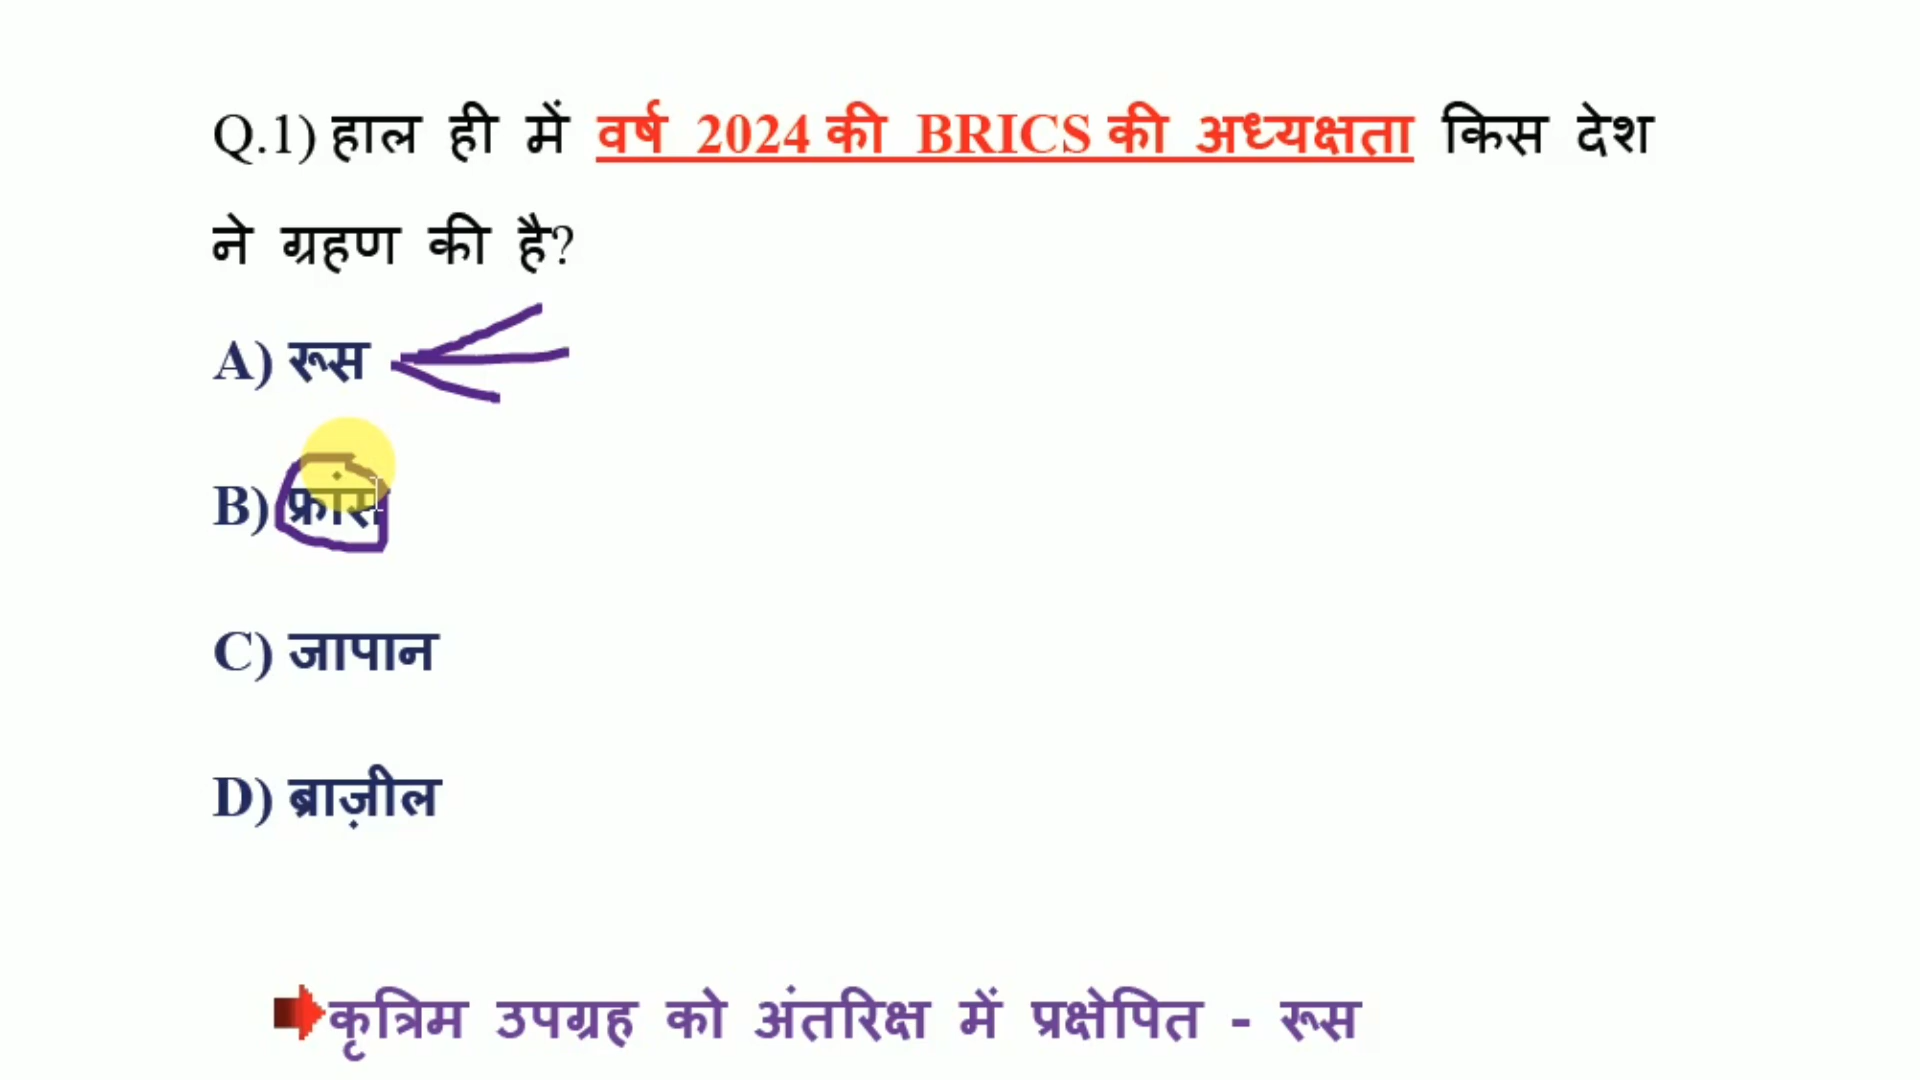 Q.1) हाल ही में वर्ष 2024 की BRICS की अध्यक्षता किस देश
ने ग्रहण की है?
A) रूस
B) फ्रांस
C) जापान
D) ब्राज़ील
कृत्रिम उपग्रह को अंतरिक्ष में प्रक्षेपित - रूस